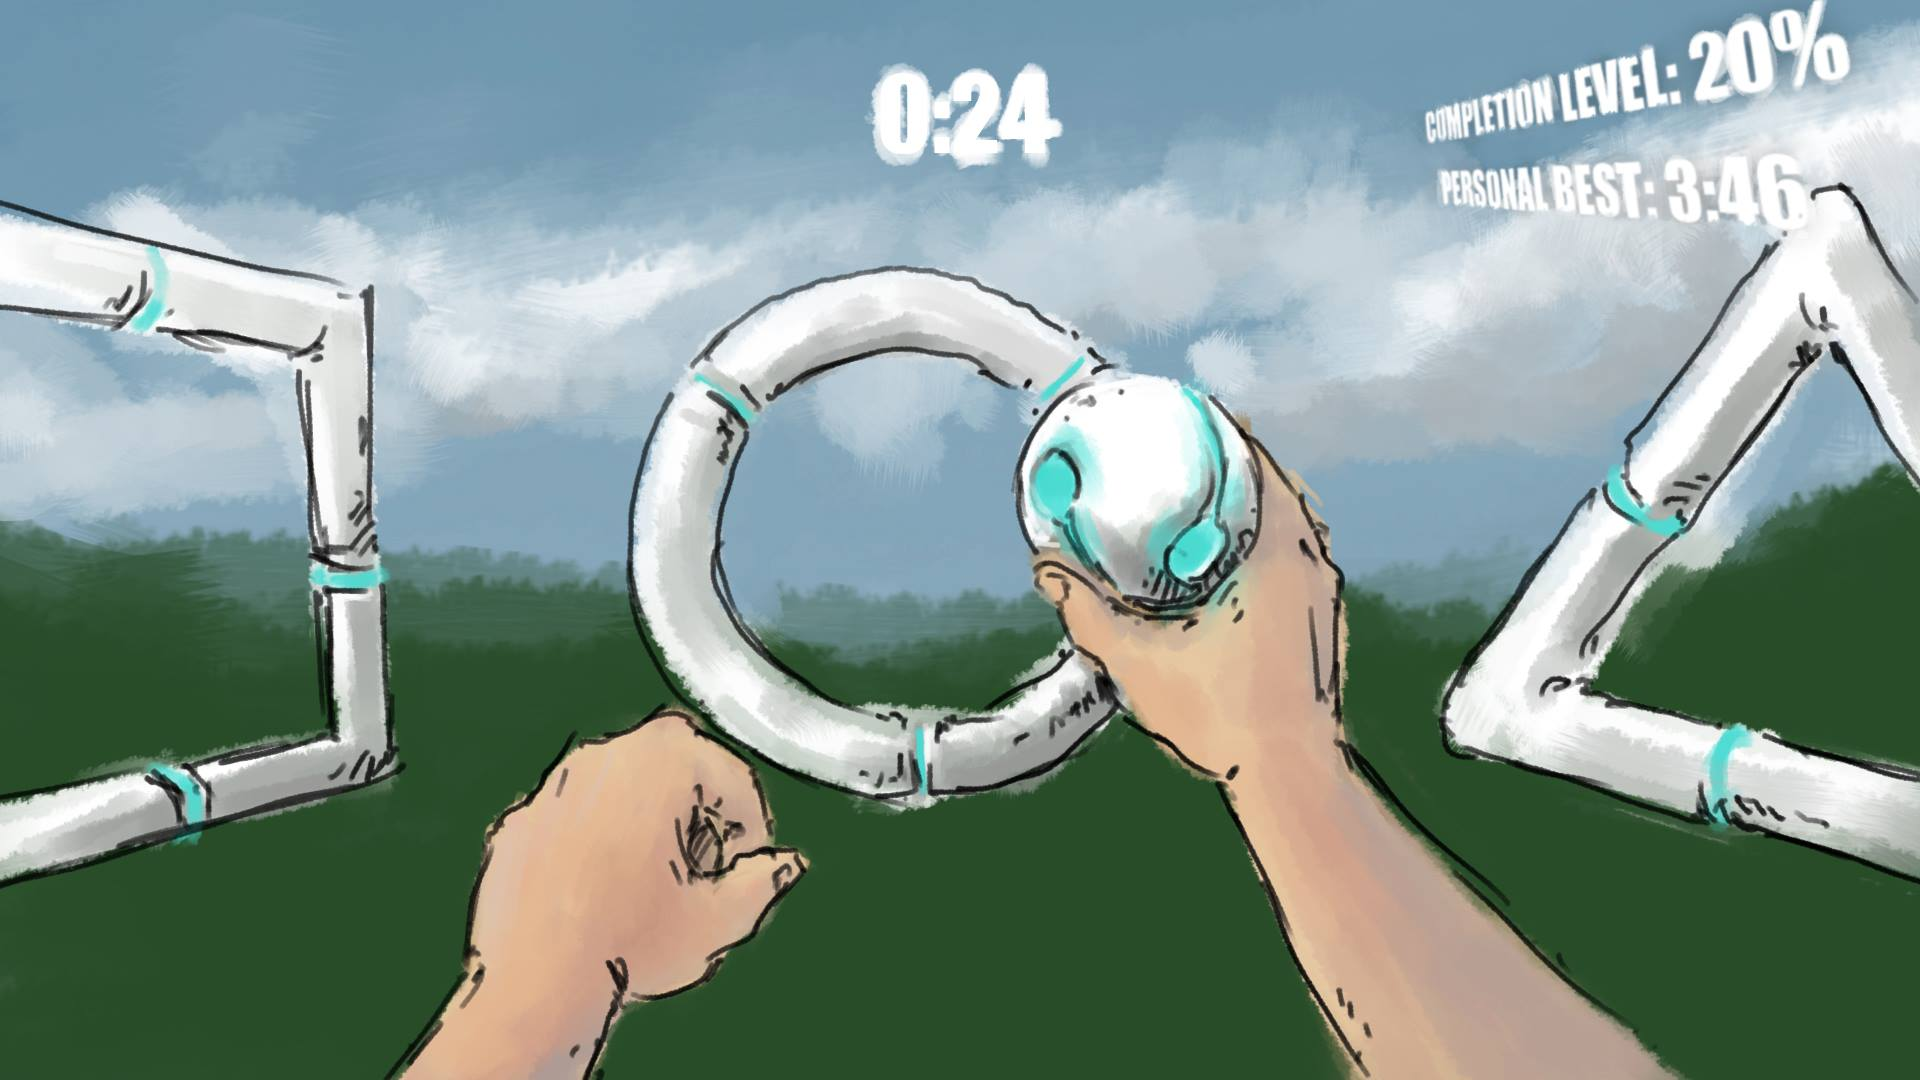 0:24
COMPLETION LEVEL: 20%
PERSONAL BEST: 3:46